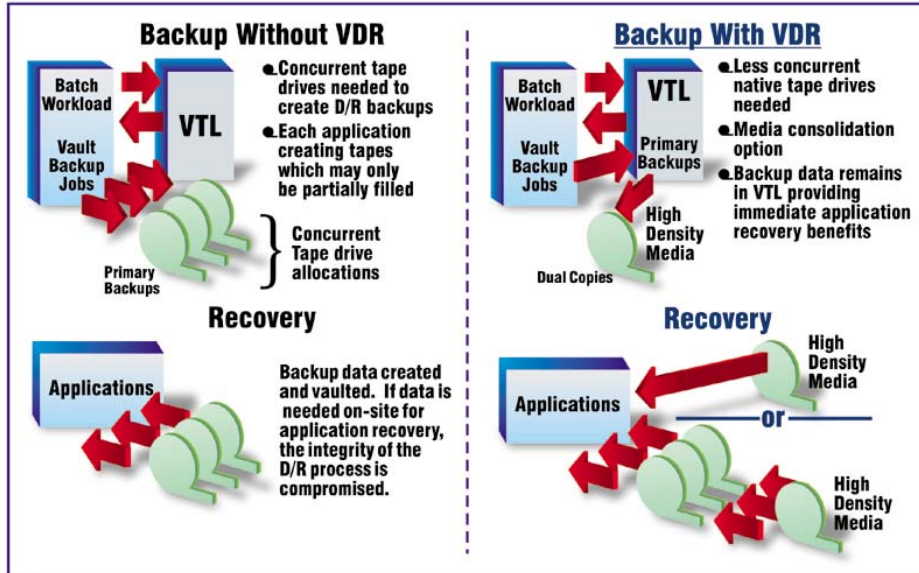 Backup Without VDR
Batch
Workload
Vault
Backup
Jobs
VTL
Concurrent tape
drives needed to
create D/R backups
Each application
creating tapes
which may only
be partially filled
Primary
Backups
Concurrent
Tape drive
allocations
Recovery
Applications
Backup data created
and vaulted. If data is
needed on-site for
application recovery,
the integrity of the
D/R process is
compromised.
Backup With VDR
Batch
Workload
Vault
Backup
Jobs
VTL
Primary
Backups
Less concurrent
native tape drives
needed
Media consolidation
option
Backup data remains
in VTL providing
immediate application
recovery benefits
High
Density
Media
Dual Copies
Recovery
Applications
High
Density
Media
or
High
Density
Media